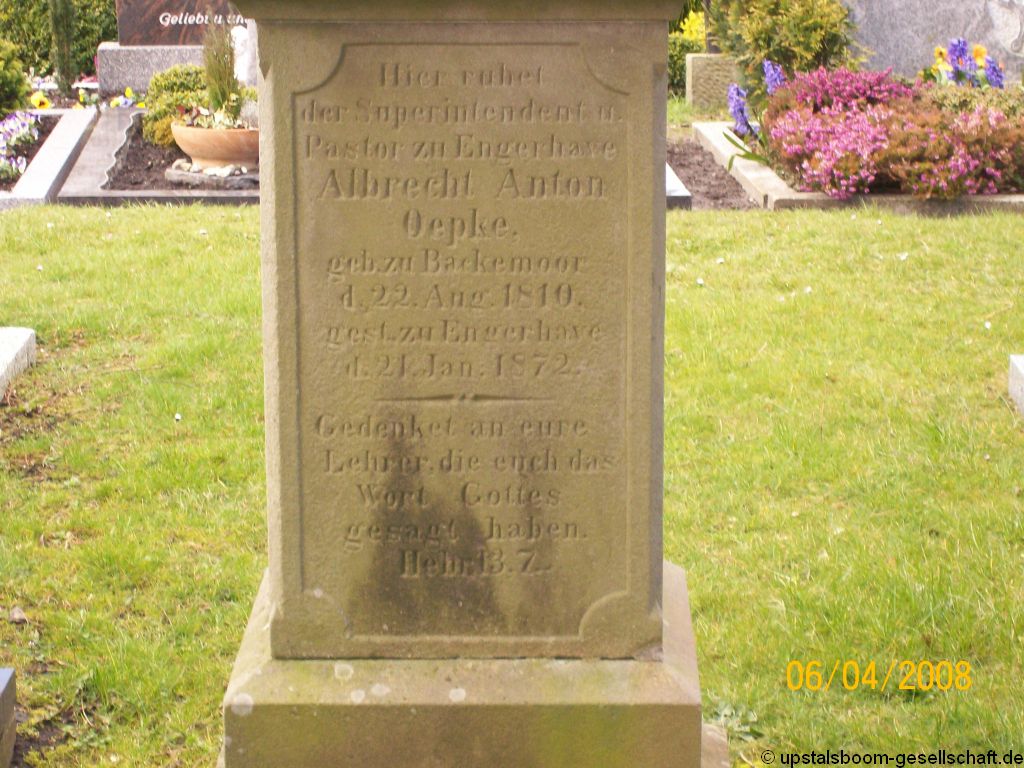 Geliebt u
Hier ruhet
der Superintendent u.
Pastor zu Engerhave
Albrecht Anton
Oepke.
geb. zu Backemoor
d. 22. Aug. 1810.
gest. zu Engerhave
d. 21. Jan. 1872.
Gedenket an eure
Lehrer, die euch das
Wort Gottes
gesagt haben.
Hebr. 13. 7.
06/04/2008
© upstalsboom-gesellschaft.de